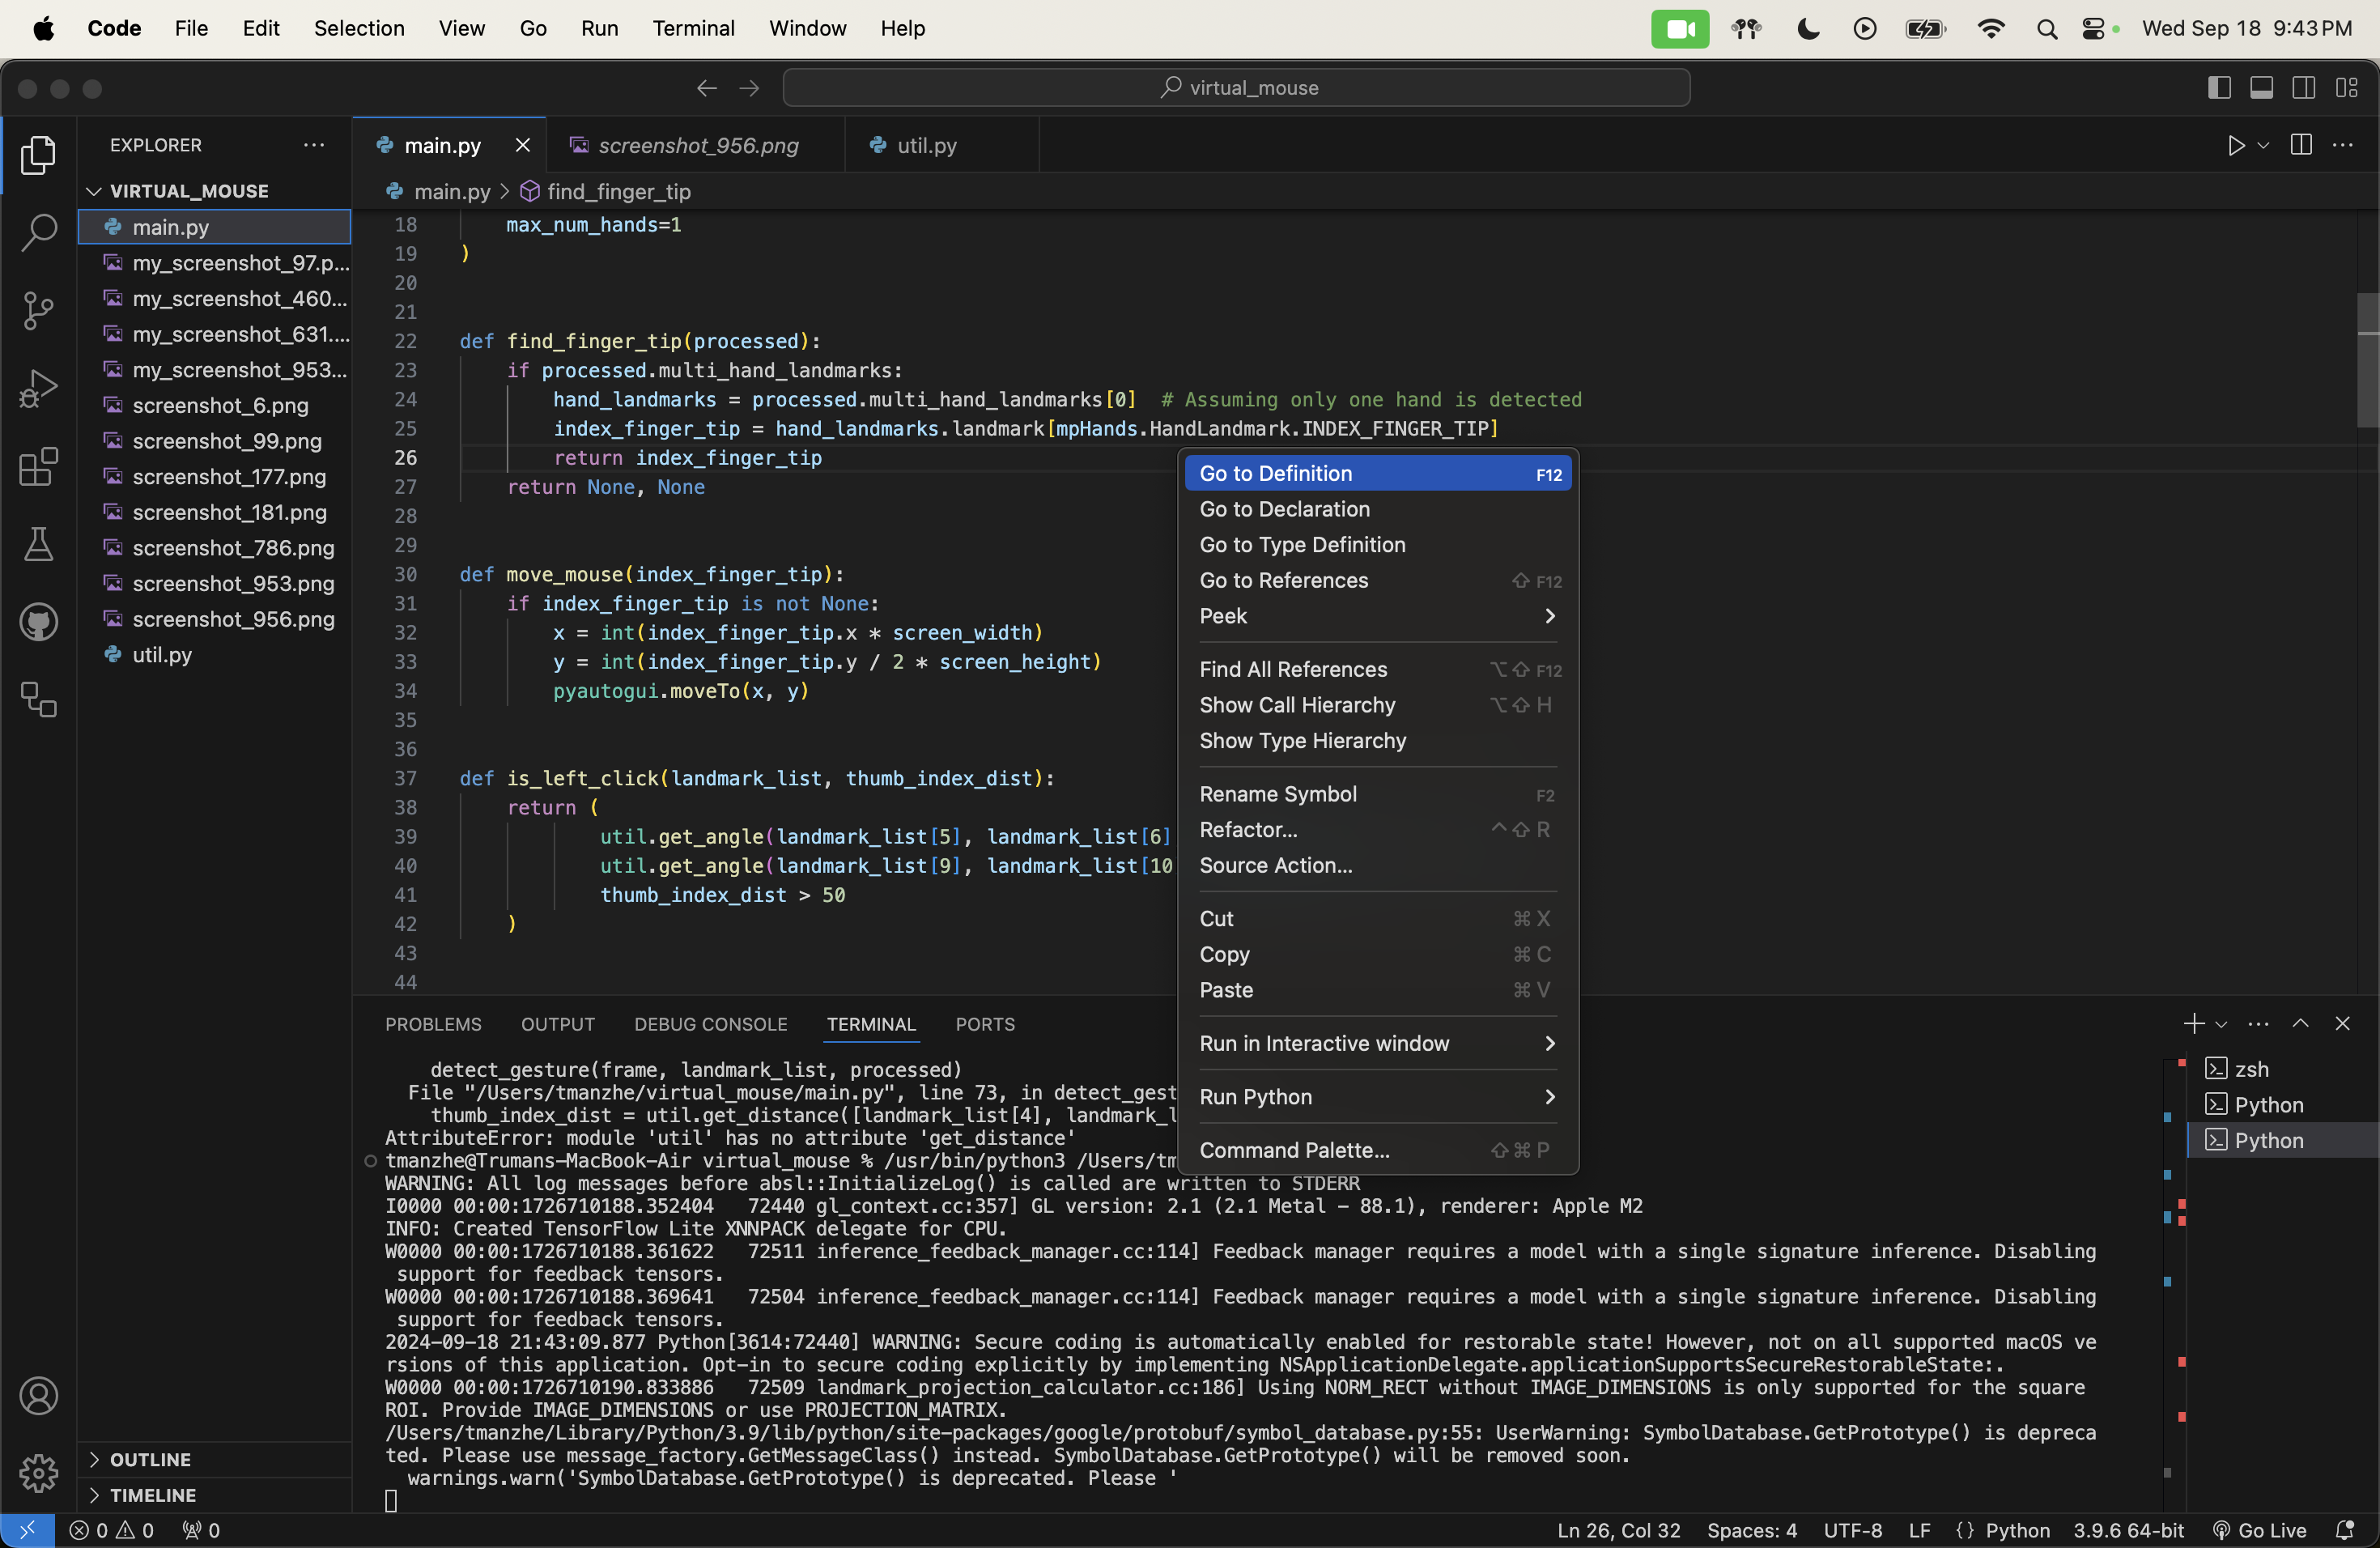 Code File Edit Selection View Go Run Terminal Window Help Wed Sep 18 9:43 PM
virtual_mouse
EXPLORER
main.py
screenshot_956.png
util.py
VIRTUAL_MOUSE
main.py
my_screenshot_97.p...
my_screenshot_460...
my_screenshot_631....
my_screenshot_953...
screenshot_6.png
screenshot_99.png
screenshot_177.png
screenshot_181.png
screenshot_786.png
screenshot_953.png
screenshot_956.png
util.py
OUTLINE
TIMELINE
main.py > find_finger_tip
18 max_num_hands=1
19 )
20
21
22 def find_finger_tip(processed):
23 if processed.multi_hand_landmarks:
24 hand_landmarks = processed.multi_hand_landmarks[0] # Assuming only one hand is detected
25 index_finger_tip = hand_landmarks.landmark[mpHands.HandLandmark.INDEX_FINGER_TIP]
26 return index_finger_tip
27 return None, None
28
29
30 def move_mouse(index_finger_tip):
31 if index_finger_tip is not None:
32 x = int(index_finger_tip.x * screen_width)
33 y = int(index_finger_tip.y / 2 * screen_height)
34 pyautogui.moveTo(x, y)
35
36
37 def is_left_click(landmark_list, thumb_index_dist):
38 return (
39 util.get_angle(landmark_list[5], landmark_list[6]
40 util.get_angle(landmark_list[9], landmark_list[10
41 thumb_index_dist > 50
42 )
43
44
Go to Definition F12
Go to Declaration
Go to Type Definition
Go to References ⇧ F12
Peek
Find All References ⌥⇧ F12
Show Call Hierarchy ⌥⇧ H
Show Type Hierarchy
Rename Symbol F2
Refactor... ^⇧ R
Source Action...
Cut ⌘ X
Copy ⌘ C
Paste ⌘ V
Run in Interactive window
Run Python
Command Palette... ⇧⌘ P
PROBLEMS OUTPUT DEBUG CONSOLE TERMINAL PORTS
detect_gesture(frame, landmark_list, processed)
File "/Users/tmanzhe/virtual_mouse/main.py", line 73, in detect_gest
thumb_index_dist = util.get_distance([landmark_list[4], landmark_l
AttributeError: module 'util' has no attribute 'get_distance'
tmanzhe@Trumans-MacBook-Air virtual_mouse % /usr/bin/python3 /Users/tm
WARNING: All log messages before absl::InitializeLog() is called are written to STDERR
I0000 00:00:1726710188.352404 72440 gl_context.cc:357] GL version: 2.1 (2.1 Metal - 88.1), renderer: Apple M2
INFO: Created TensorFlow Lite XNNPACK delegate for CPU.
W0000 00:00:1726710188.361622 72511 inference_feedback_manager.cc:114] Feedback manager requires a model with a single signature inference. Disabling
support for feedback tensors.
W0000 00:00:1726710188.369641 72504 inference_feedback_manager.cc:114] Feedback manager requires a model with a single signature inference. Disabling
support for feedback tensors.
2024-09-18 21:43:09.877 Python[3614:72440] WARNING: Secure coding is automatically enabled for restorable state! However, not on all supported macOS ve
rsions of this application. Opt-in to secure coding explicitly by implementing NSApplicationDelegate.applicationSupportsSecureRestorableState:.
W0000 00:00:1726710190.833886 72509 landmark_projection_calculator.cc:186] Using NORM_RECT without IMAGE_DIMENSIONS is only supported for the square
ROI. Provide IMAGE_DIMENSIONS or use PROJECTION_MATRIX.
/Users/tmanzhe/Library/Python/3.9/lib/python/site-packages/google/protobuf/symbol_database.py:55: UserWarning: SymbolDatabase.GetPrototype() is depreca
ted. Please use message_factory.GetMessageClass() instead. SymbolDatabase.GetPrototype() will be removed soon.
warnings.warn('SymbolDatabase.GetPrototype() is deprecated. Please '
zsh
Python
Python
0 0 0 Ln 26, Col 32 Spaces: 4 UTF-8 LF {} Python 3.9.6 64-bit Go Live